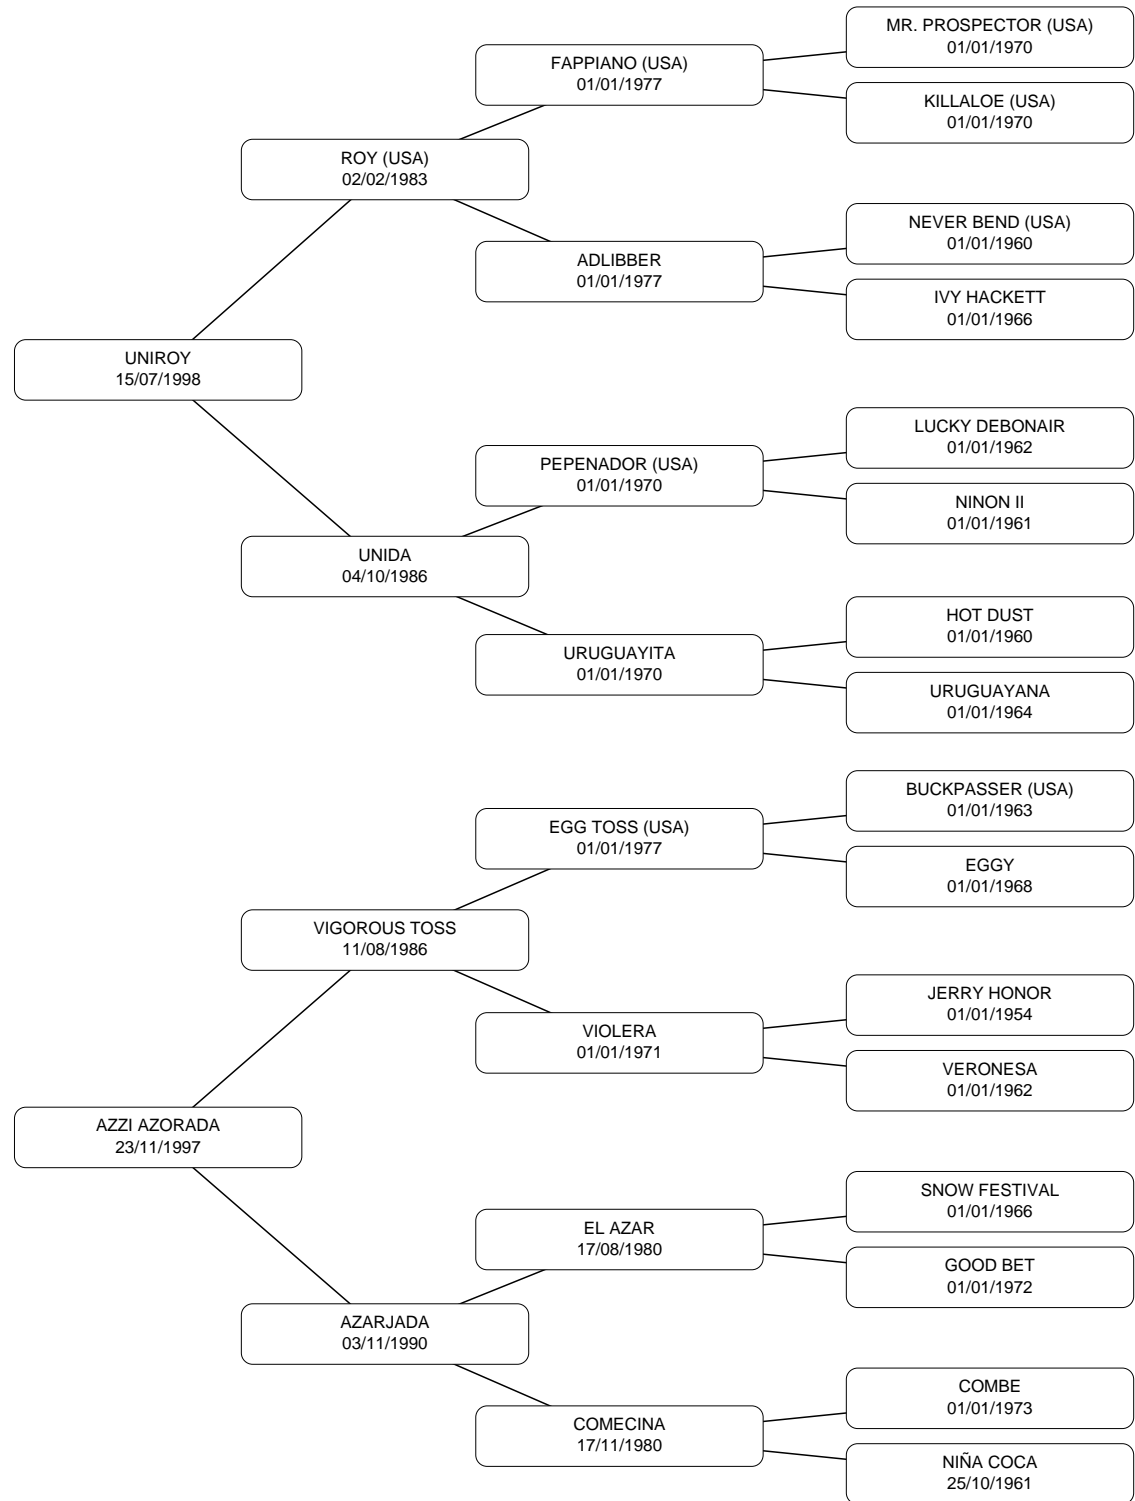 MR. PROSPECTOR (USA)
01/01/1970
FAPPIANO (USA)
01/01/1977
KILLALOE (USA)
01/01/1970
ROY (USA)
02/02/1983
NEVER BEND (USA)
01/01/1960
ADLIBBER
01/01/1977
IVY HACKETT
01/01/1966
UNIROY
15/07/1998
LUCKY DEBONAIR
01/01/1962
PEPENADOR (USA)
01/01/1970
NINON II
01/01/1961
UNIDA
04/10/1986
HOT DUST
01/01/1960
URUGUAYITA
01/01/1970
URUGUAYANA
01/01/1964
BUCKPASSER (USA)
01/01/1963
EGG TOSS (USA)
01/01/1977
EGGY
01/01/1968
VIGOROUS TOSS
11/08/1986
JERRY HONOR
01/01/1954
VIOLERA
01/01/1971
VERONESA
01/01/1962
AZZI AZORADA
23/11/1997
SNOW FESTIVAL
01/01/1966
EL AZAR
17/08/1980
GOOD BET
01/01/1972
AZARJADA
03/11/1990
COMBE
01/01/1973
COMECINA
17/11/1980
NIÑA COCA
25/10/1961